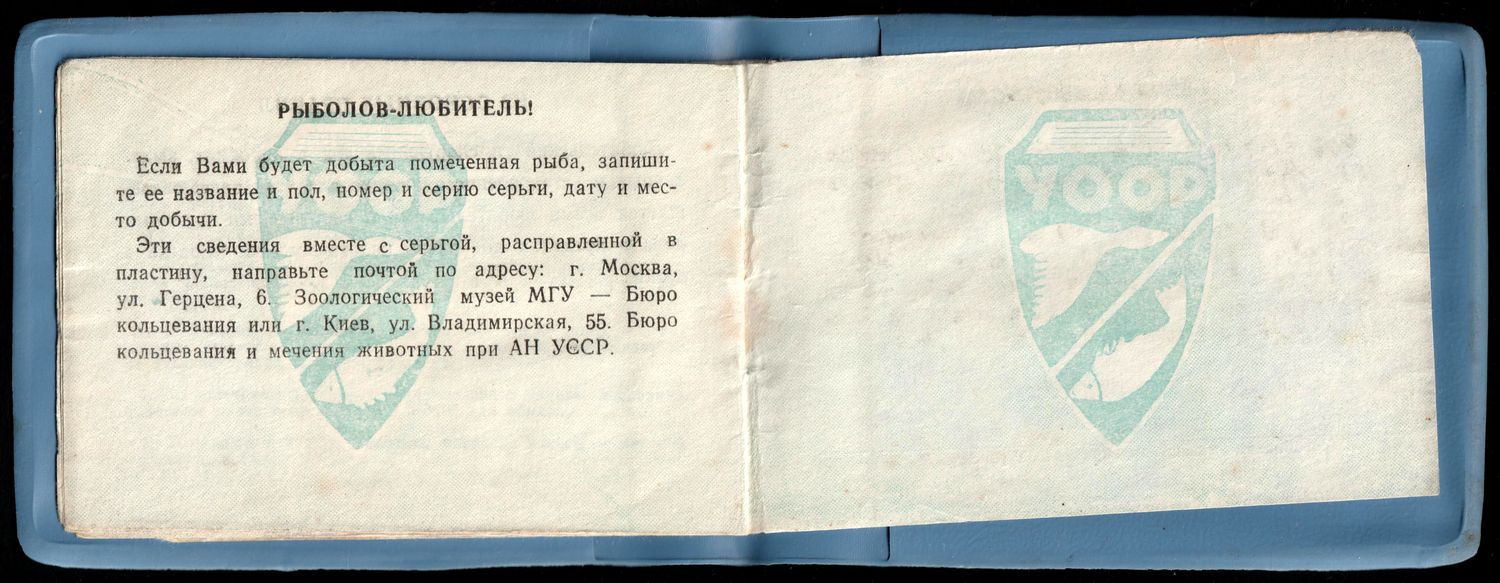 РЫБОЛОВ-ЛЮБИТЕЛЬ!
Если Вами будет добыта помеченная рыба, запиши-
те ее название и пол, номер и серию серьги, дату и мес-
то добычи.
Эти сведения вместе с серьгой, расправленной в
пластину, направьте почтой по адресу: г. Москва,
ул. Герцена, 6. Зоологический музей МГУ — Бюро
кольцевания или г. Киев, ул. Владимирская, 55. Бюро
кольцевания и мечения животных при АН УССР.
УООР
УООР